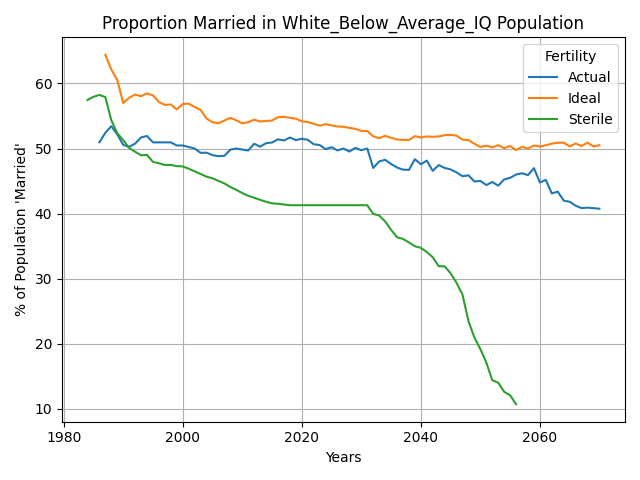 Proportion Married in White_Below_Average_IQ Population
% of Population 'Married'
60
50
40
30
20
10
Fertility
Actual
Ideal
Sterile
1980 2000 2020 2040 2060
Years